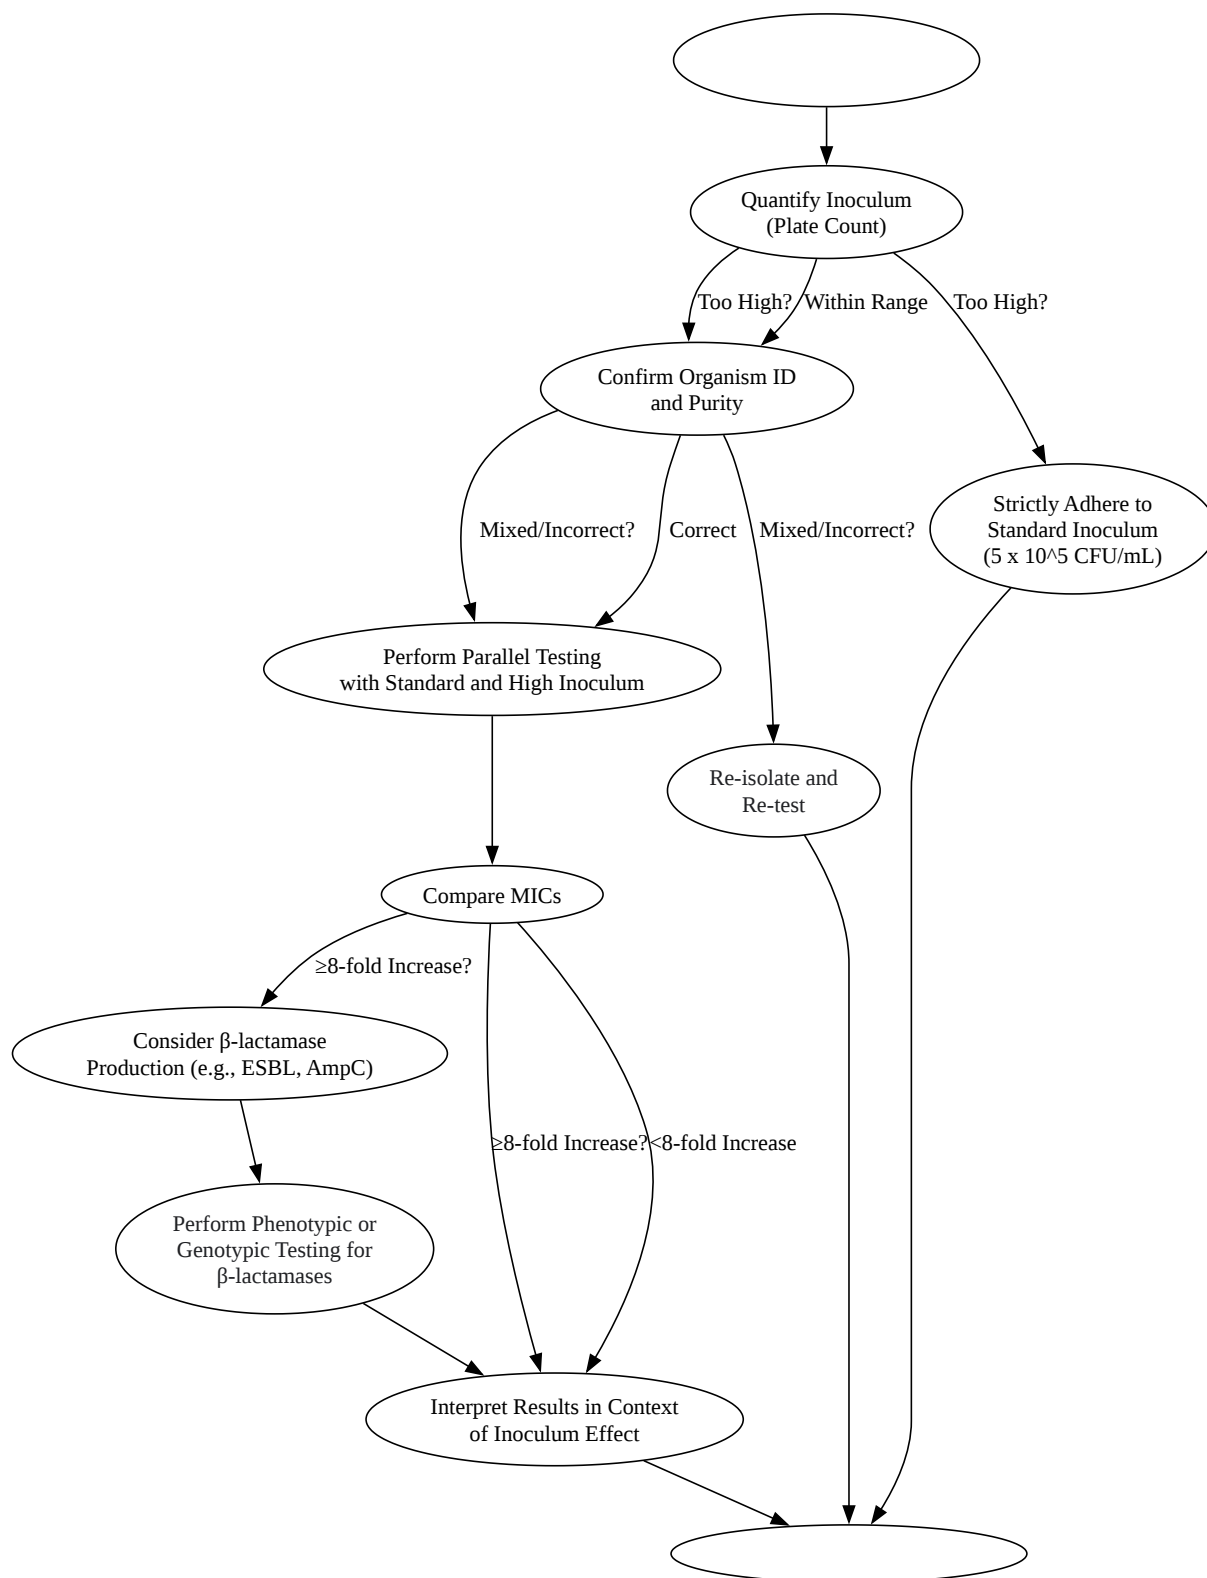 Quantify Inoculum
(Plate Count)
Too High?
Within Range
Too High?
Confirm Organism ID
and Purity
Strictly Adhere to
Standard Inoculum
(5 x 10^5 CFU/mL)
Mixed/Incorrect?
Correct
Mixed/Incorrect?
Perform Parallel Testing
with Standard and High Inoculum
Re-isolate and
Re-test
Compare MICs
≥8-fold Increase?
Consider β-lactamase
Production (e.g., ESBL, AmpC)
≥8-fold Increase?
<8-fold Increase
Perform Phenotypic or
Genotypic Testing for
β-lactamases
Interpret Results in Context
of Inoculum Effect